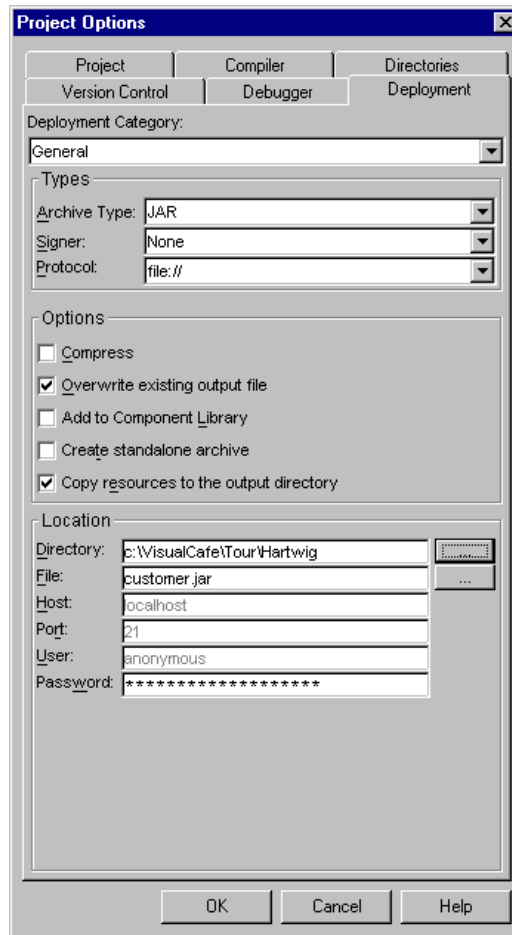 Project Options
Project Compiler Directories
Version Control Debugger Deployment
Deployment Category:
General
Types
Archive Type: JAR
Signer: None
Protocol: file://
Options
Compress
Overwrite existing output file
Add to Component Library
Create standalone archive
Copy resources to the output directory
Location
Directory: c:\VisualCafe\Tour\Hartwig ...
File: customer.jar ...
Host: localhost
Port: 21
User: anonymous
Password: *******************
OK Cancel Help